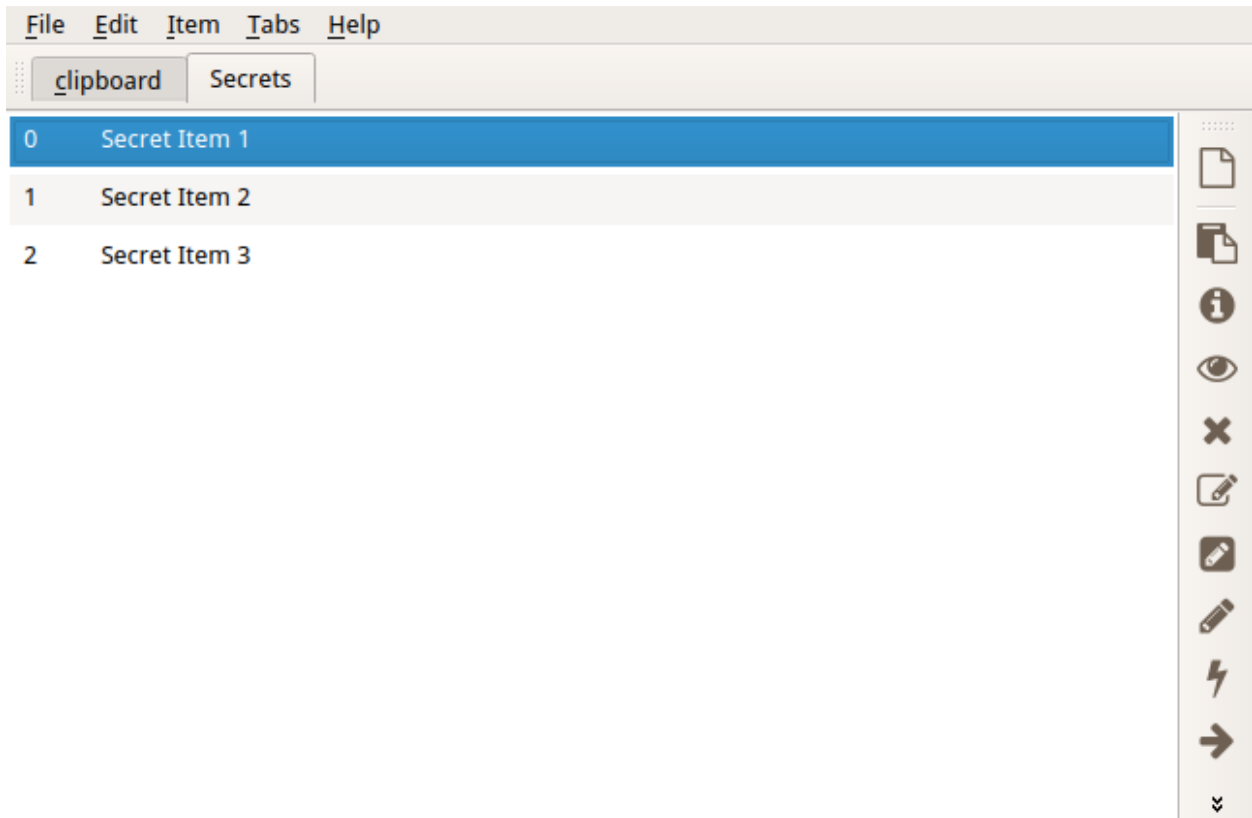 File Edit Item Tabs Help
clipboard Secrets
0 Secret Item 1
1 Secret Item 2
2 Secret Item 3